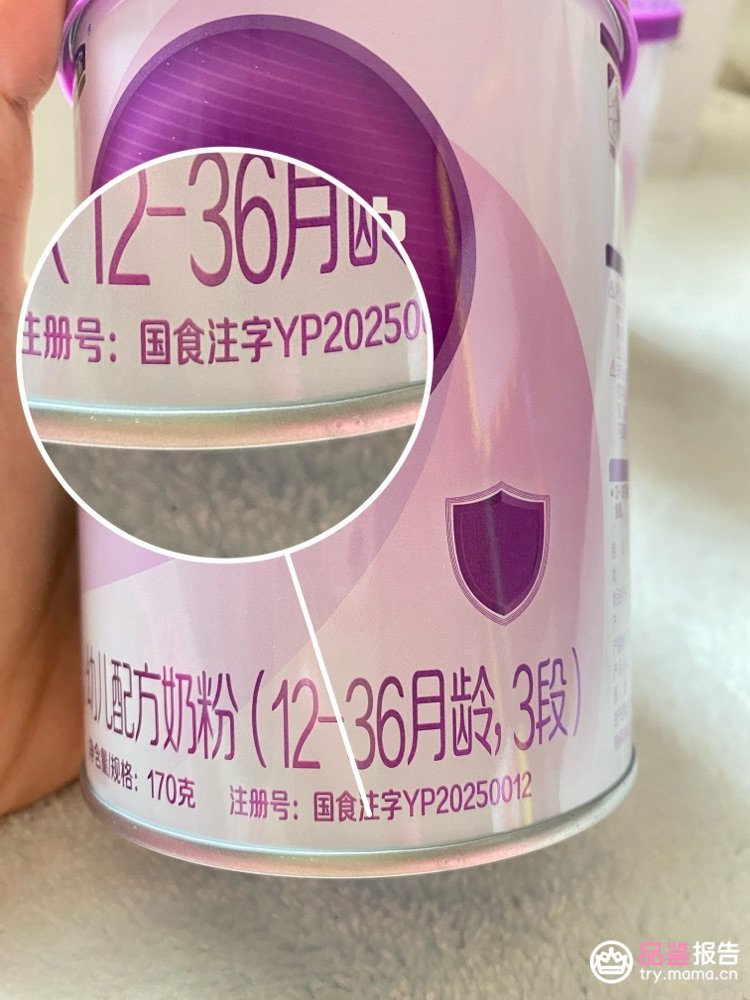 (12-36月龄
注册号：国食注字YP202500
幼儿配方奶粉(12-36月龄, 3段)
净含量/规格：170克 注册号：国食注字YP20250012
品鉴报告
try.mama.cn